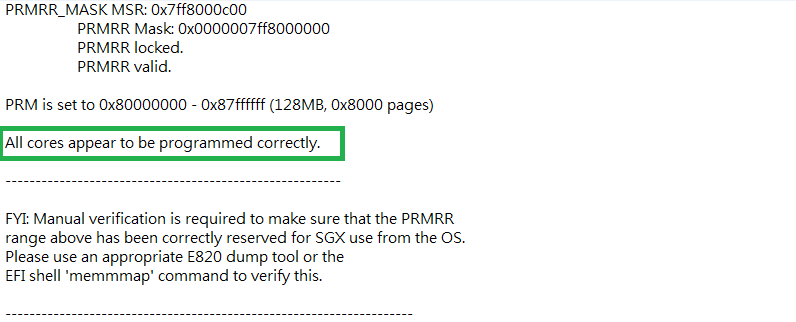 PRMRR_MASK MSR: 0x7ff8000c00
PRMRR Mask: 0x0000007ff8000000
PRMRR locked.
PRMRR valid.
PRM is set to 0x80000000 - 0x87ffffff (128MB, 0x8000 pages)
All cores appear to be programmed correctly.
--------------------------------------------------------
FYI: Manual verification is required to make sure that the PRMRR
range above has been correctly reserved for SGX use from the OS.
Please use an appropriate E820 dump tool or the
EFI shell 'memmmap' command to verify this.
--------------------------------------------------------------------